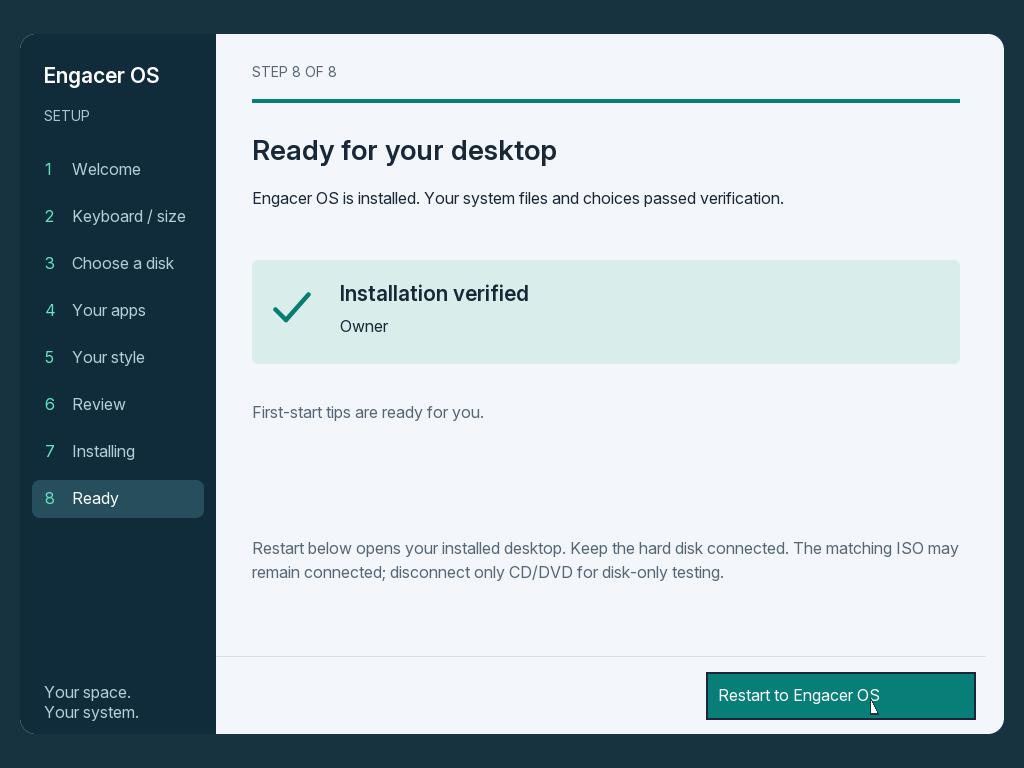 Engacer OS
SETUP
1 Welcome
2 Keyboard / size
3 Choose a disk
4 Your apps
5 Your style
6 Review
7 Installing
8 Ready
Your space.
Your system.
STEP 8 OF 8
Ready for your desktop
Engacer OS is installed. Your system files and choices passed verification.
Installation verified
Owner
First-start tips are ready for you.
Restart below opens your installed desktop. Keep the hard disk connected. The matching ISO may
remain connected; disconnect only CD/DVD for disk-only testing.
Restart to Engacer OS